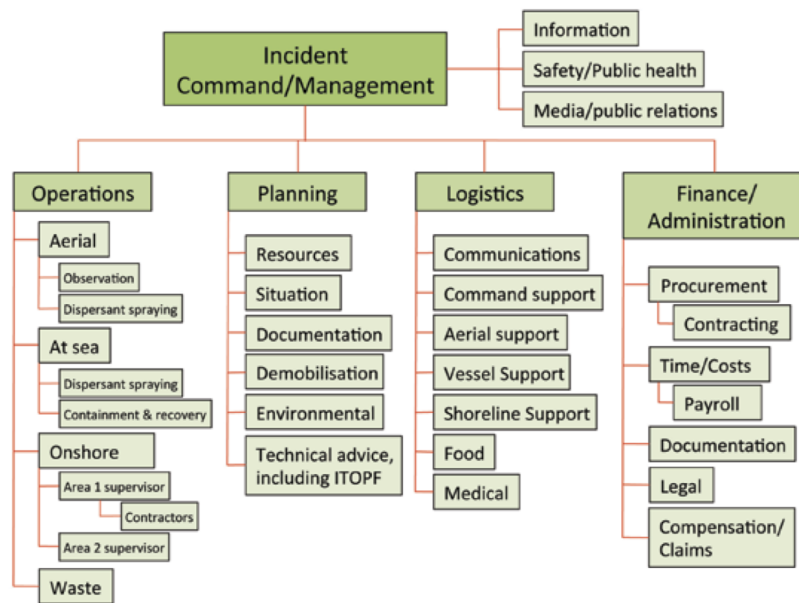 Incident
Command/Management
Information
Safety/Public health
Media/public relations
Operations
Aerial
Observation
Dispersant spraying
At sea
Dispersant spraying
Containment & recovery
Onshore
Area 1 supervisor
Contractors
Area 2 supervisor
Waste
Planning
Resources
Situation
Documentation
Demobilisation
Environmental
Technical advice,
including ITOPF
Logistics
Communications
Command support
Aerial support
Vessel Support
Shoreline Support
Food
Medical
Finance/
Administration
Procurement
Contracting
Time/Costs
Payroll
Documentation
Legal
Compensation/
Claims